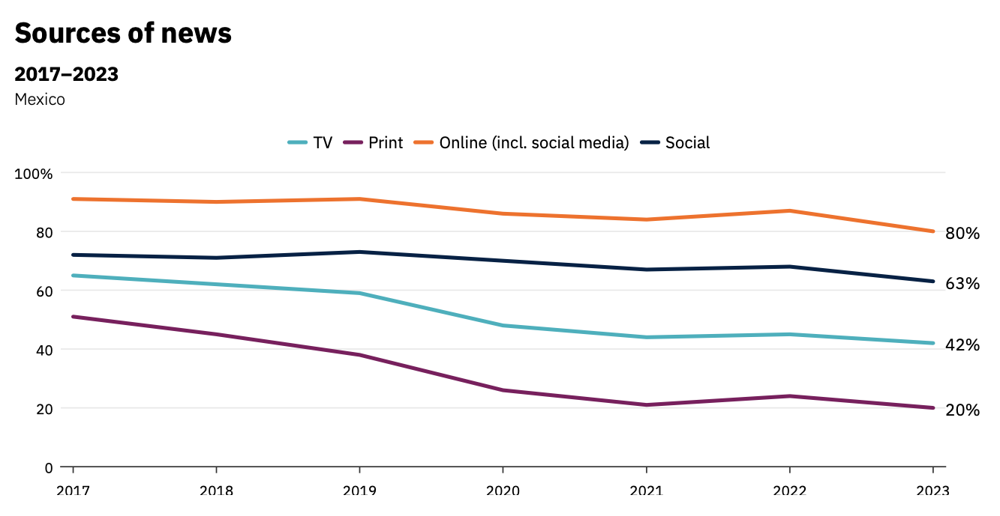 Sources of news
2017–2023
Mexico
TV Print Online (incl. social media) Social
100%
80
60
40
20
0
80%
63%
42%
20%
2017 2018 2019 2020 2021 2022 2023